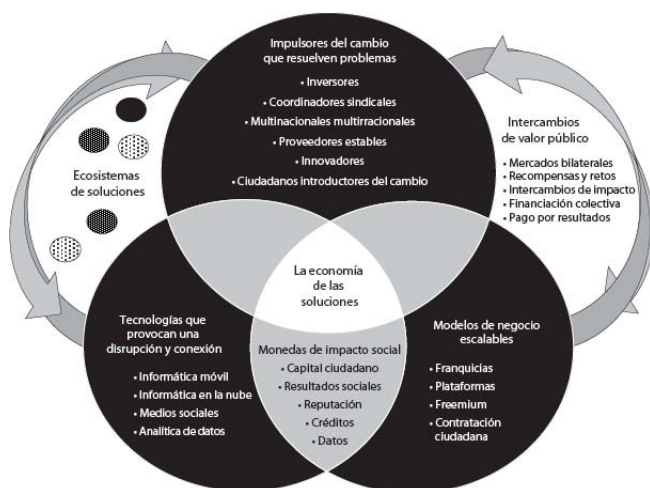 Impulsores del cambio
que resuelven problemas
• Inversores
• Coordinadores sindicales
• Multinacionales multirracionales
• Proveedores estables
• Innovadores
• Ciudadanos introductores del cambio
Ecosistemas
de soluciones
Intercambios
de valor público
• Mercados bilaterales
• Recompensas y retos
• Intercambios de impacto
• Financiación colectiva
• Pago por resultados
La economía
de las
soluciones
Tecnologías que
provocan una
disrupción y conexión
• Informática móvil
• Informática en la nube
• Medios sociales
• Analítica de datos
Monedas de impacto social
• Capital ciudadano
• Resultados sociales
• Reputación
• Créditos
• Datos
Modelos de negocio
escalables
• Franquicias
• Plataformas
• Freemium
• Contratación
ciudadana